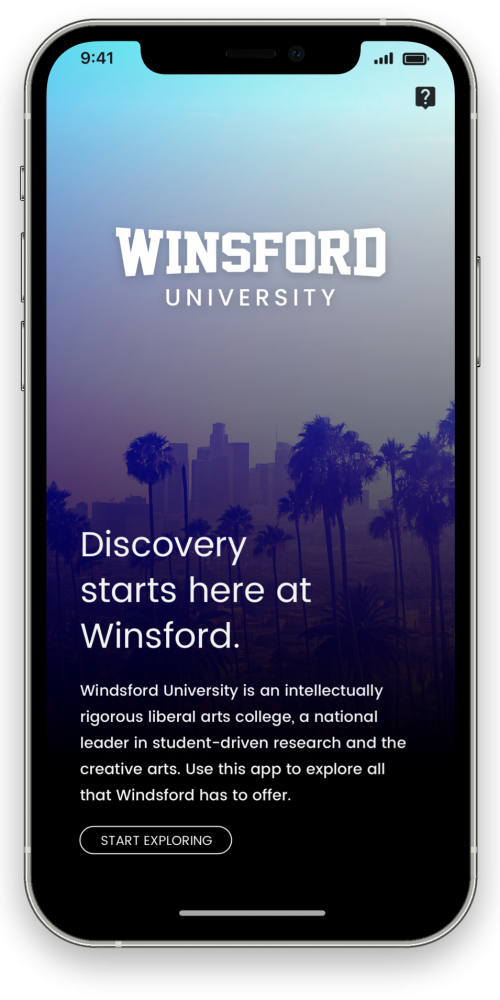 9:41
?
WINSFORD
UNIVERSITY
Discovery
starts here at
Winsford.
Windsford University is an intellectually
rigorous liberal arts college, a national
leader in student-driven research and the
creative arts. Use this app to explore all
that Windsford has to offer.
START EXPLORING